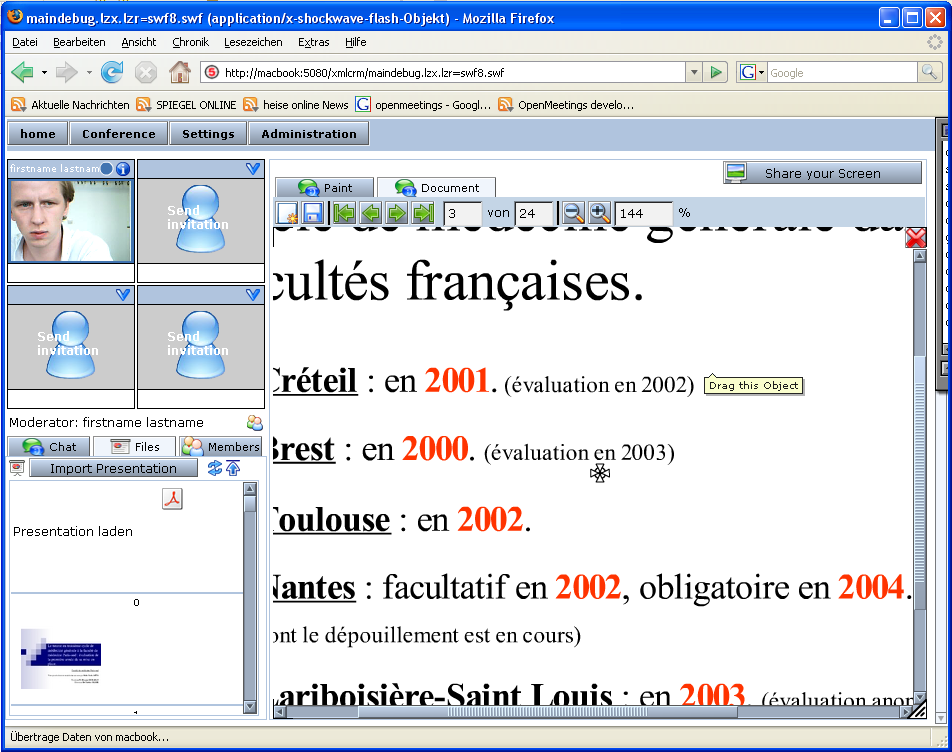 maindebug.lzx.lzr=swf8.swf (application/x-shockwave-flash-Objekt) - Mozilla Firefox
Datei Bearbeiten Ansicht Chronik Lesezeichen Extras Hilfe
http://macbook:5080/xmlcrm/maindebug.lzx.lzr=swf8.swf
Google
Aktuelle Nachrichten SPIEGEL ONLINE heise online News openmeetings - Googl... OpenMeetings develo...
home Conference Settings Administration
firstname lastnam
Share your Screen
Paint Document
3 von 24 144 %
Send
invitation
Send
invitation
Send
invitation
Moderator: firstname lastname
Chat Files Members
Import Presentation
Presentation laden
0
de médecine générale
cultés françaises.
Créteil : en 2001. (évaluation en 2002)
Drag this Object
Brest : en 2000. (évaluation en 2003)
Toulouse : en 2002.
Nantes : facultatif en 2002, obligatoire en 2004.
ont le dépouillement est en cours)
Lariboisière-Saint Louis : en 2003. (évaluation anon
Übertrage Daten von macbook...